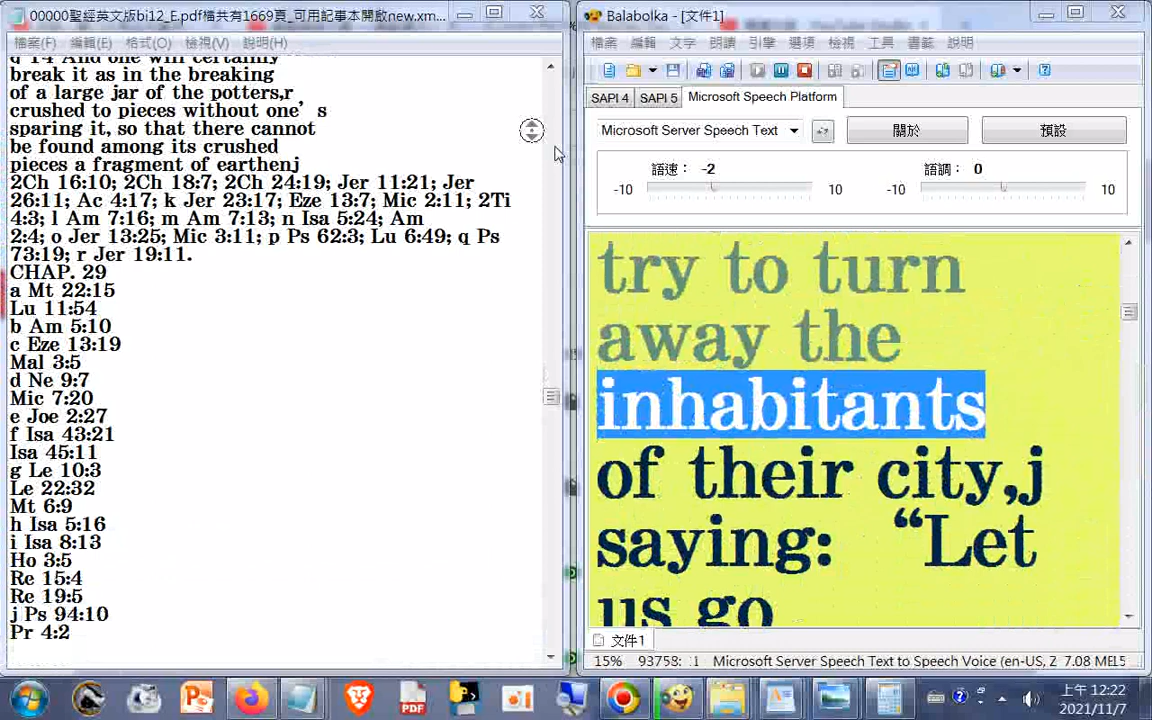 00000聖經英文版bi12_E.pdf檔共有1669頁_可用記事本開啟new.xm...
檔案(F) 編輯(E) 格式(O) 檢視(V) 說明(H)
q 14 And one will certainly
break it as in the breaking
of a large jar of the potters,r
crushed to pieces without one’s
sparing it, so that there cannot
be found among its crushed
pieces a fragment of earthenj
2Ch 16:10; 2Ch 18:7; 2Ch 24:19; Jer 11:21; Jer
26:11; Ac 4:17; k Jer 23:17; Eze 13:7; Mic 2:11; 2Ti
4:3; l Am 7:16; m Am 7:13; n Isa 5:24; Am
2:4; o Jer 13:25; Mic 3:11; p Ps 62:3; Lu 6:49; q Ps
73:19; r Jer 19:11.
CHAP. 29
a Mt 22:15
Lu 11:54
b Am 5:10
c Eze 13:19
Mal 3:5
d Ne 9:7
Mic 7:20
e Joe 2:27
f Isa 43:21
Isa 45:11
g Le 10:3
Le 22:32
Mt 6:9
h Isa 5:16
i Isa 8:13
Ho 3:5
Re 15:4
Re 19:5
j Ps 94:10
Pr 4:2
Balabolka - [文件1]
檔案 編輯 文字 朗讀 引擎 選項 檢視 工具 書籤 說明
SAPI 4 SAPI 5 Microsoft Speech Platform
Microsoft Server Speech Text 關於 預設
語速： -2 語調： 0
-10 10 -10 10
try to turn
away the
inhabitants
of their city,j
saying: “Let
us go
文件1
15% 93758: 1 Microsoft Server Speech Text to Speech Voice (en-US, Z 7.08 МБ15
PDF
上午 12:22
2021/11/7